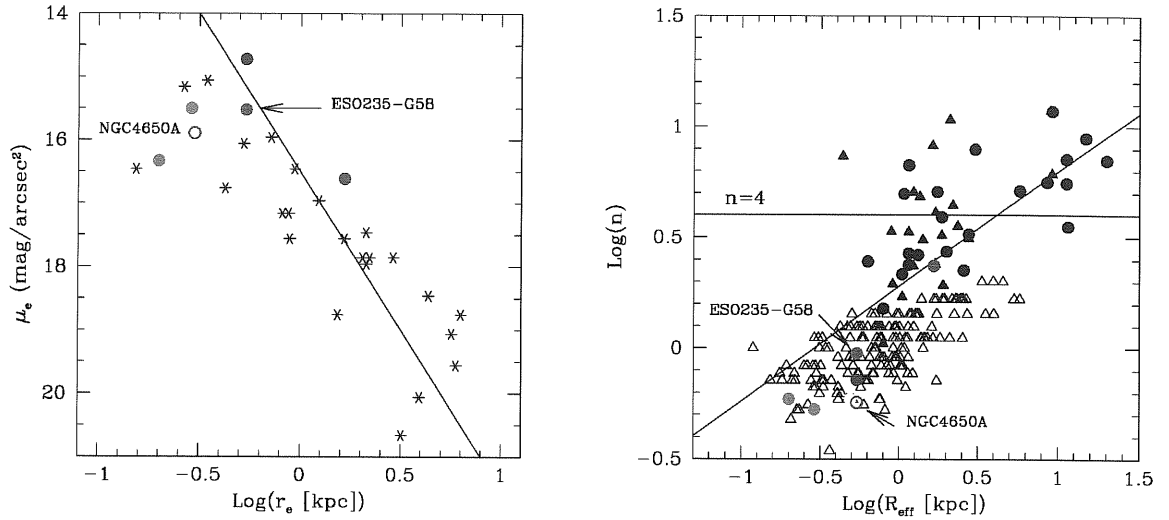 14
16
18
20
μe (mag/arcsec²)
ESO235-G58
NGC4650A
-1
-0.5
0
0.5
1
Log(re [kpc])
1.5
1
0.5
0
-0.5
Log(n)
n=4
ESO235-G58
NGC4650A
-1
-0.5
0
0.5
1
1.5
Log(Reff [kpc])